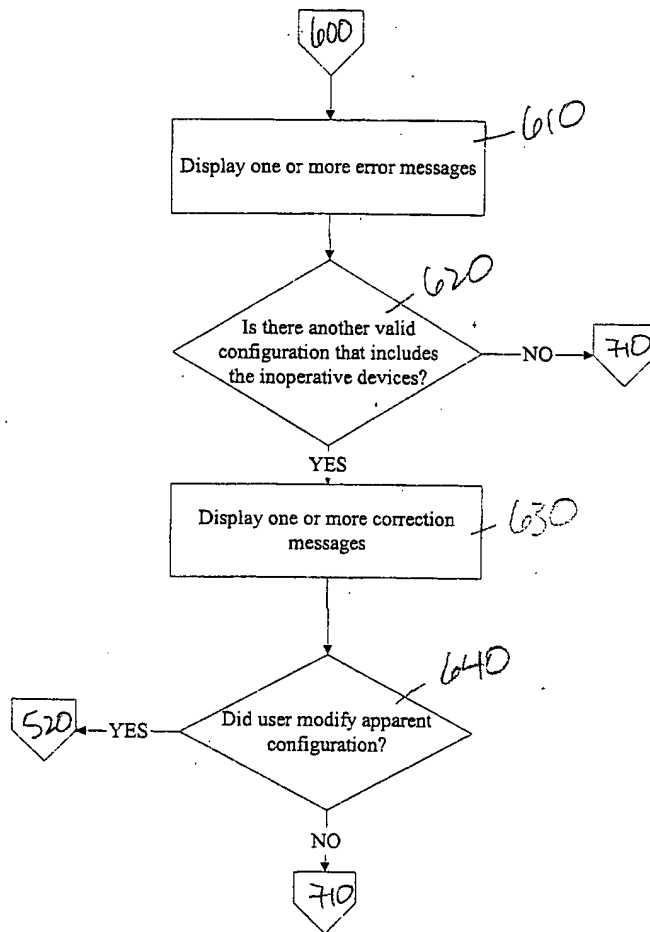 600
610
Display one or more error messages
620
Is there another valid
configuration that includes
the inoperative devices?
NO
710
YES
Display one or more correction
messages
630
640
Did user modify apparent
configuration?
YES
520
NO
710